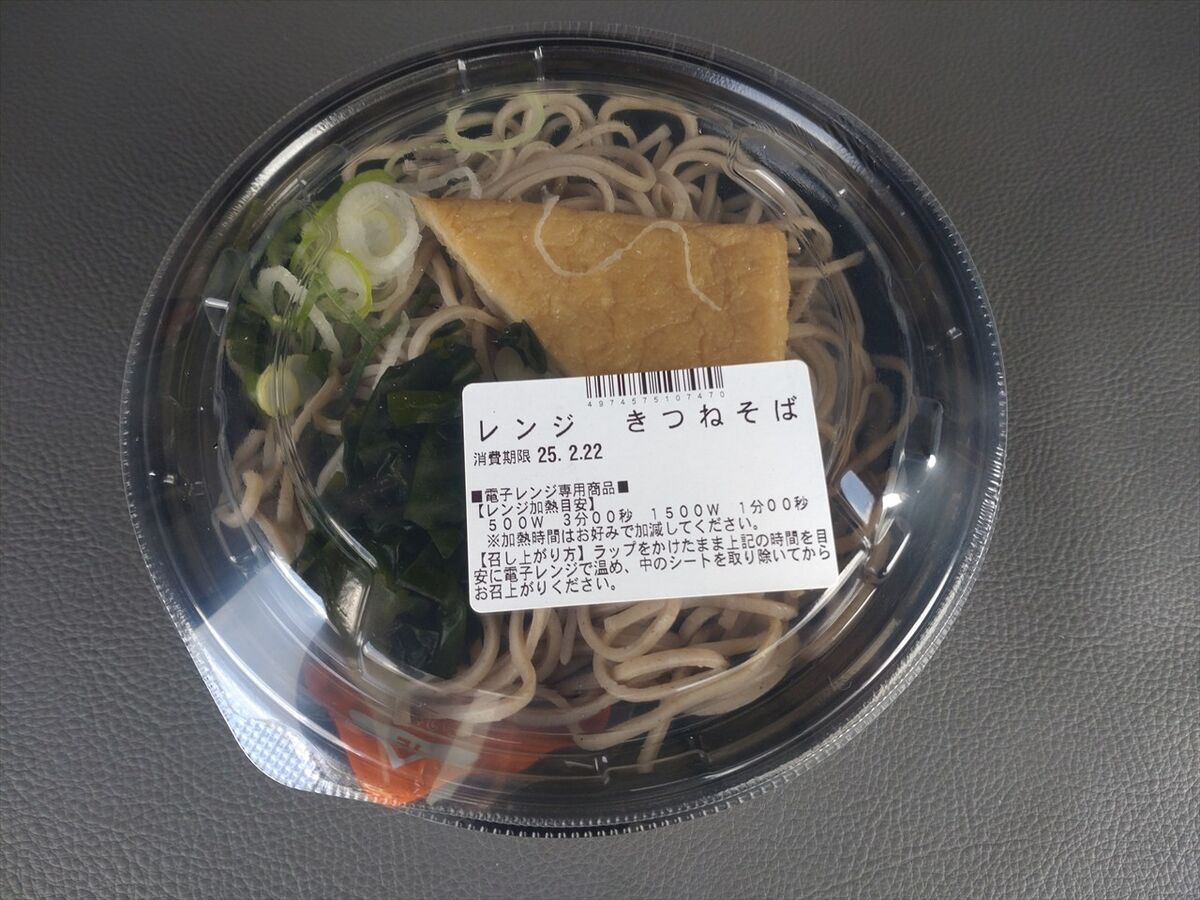 4974575107470
レンジ　きつねそば
消費期限 25. 2.22
■電子レンジ専用商品■
【レンジ加熱目安】
５００Ｗ　３分００秒　１５００Ｗ　１分００秒
※加熱時間はお好みで加減してください。
【召し上がり方】ラップをかけたまま上記の時間を目
安に電子レンジで温め、中のシートを取り除いてから
お召上がりください。